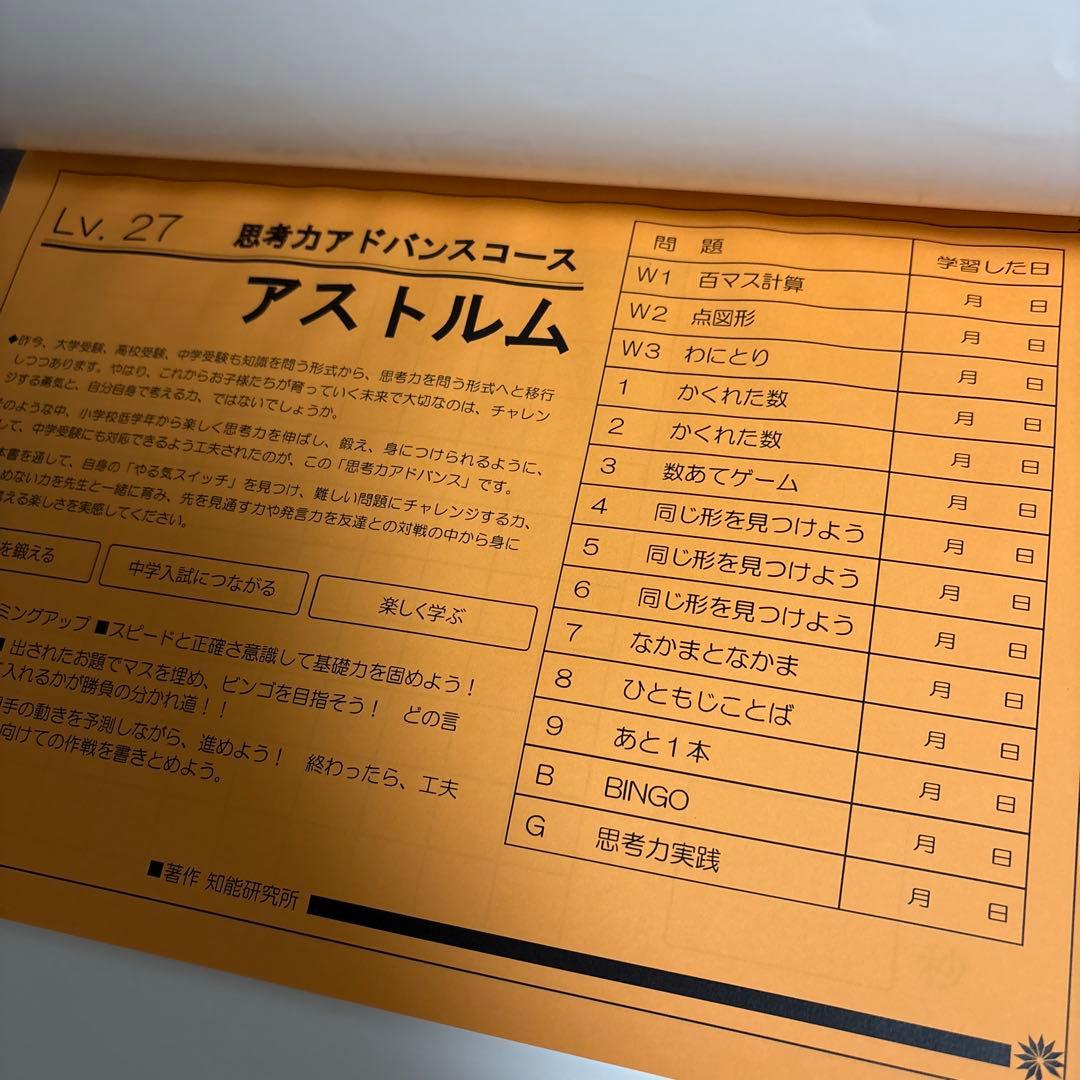 Lv. 27 思考力アドバンスコース
アストルム
◆昨今、大学受験、高校受験、中学受験も知識を問う形式から、思考力を問う形式へと移行
しつつあります。やはり、これからお子様たちが育っていく未来で大切なのは、チャレン
ジする勇気と、自分自身で考える力、ではないでしょうか。
そのような中、小学校低学年から楽しく思考力を伸ばし、鍛え、身につけられるように、
して、中学受験にも対応できるよう工夫されたのが、この「思考力アドバンス」です。
本書を通して、自身の「やる気スイッチ」を見つけ、難しい問題にチャレンジする力、
めない力を先生と一緒に育み、先を見通す力や発言力を友達との対戦の中から身に
える楽しさを実感してください。
を鍛える 中学入試につながる 楽しく学ぶ
ミングアップ ■スピードと正確さ意識して基礎力を固めよう！
出されたお題でマスを埋め、ビンゴを目指そう！ どの言
入れるかが勝負の分かれ道！！
手の動きを予測しながら、進めよう！ 終わったら、工夫
向けての作戦を書きとめよう。
■著作 知能研究所
問題 学習した日
W1 百マス計算 月 日
W2 点図形 月 日
W3 わにとり 月 日
1 かくれた数 月 日
2 かくれた数 月 日
3 数あてゲーム 月 日
4 同じ形を見つけよう 月 日
5 同じ形を見つけよう 月 日
6 同じ形を見つけよう 月 日
7 なかまとなかま 月 日
8 ひともじことば 月 日
9 あと1本 月 日
B BINGO 月 日
G 思考力実践 月 日